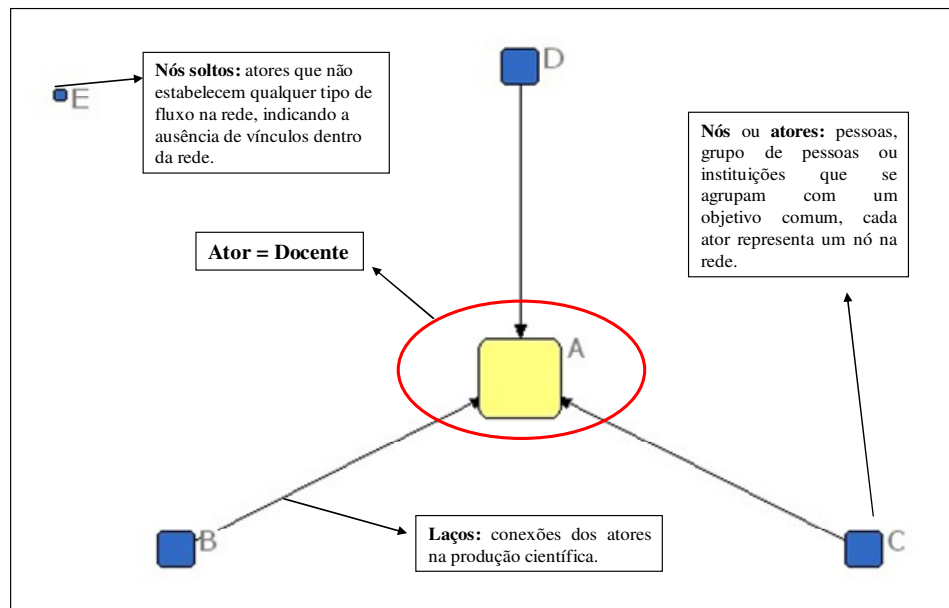 D
Nós soltos: atores que não
estabelecem qualquer tipo de
fluxo na rede, indicando a
ausência de vínculos dentro
da rede.
E
Nós ou atores: pessoas,
grupo de pessoas ou
instituições que se
agrupam com um
objetivo comum, cada
ator representa um nó na
rede.
Ator = Docente
A
B
Laços: conexões dos atores
na produção científica.
C